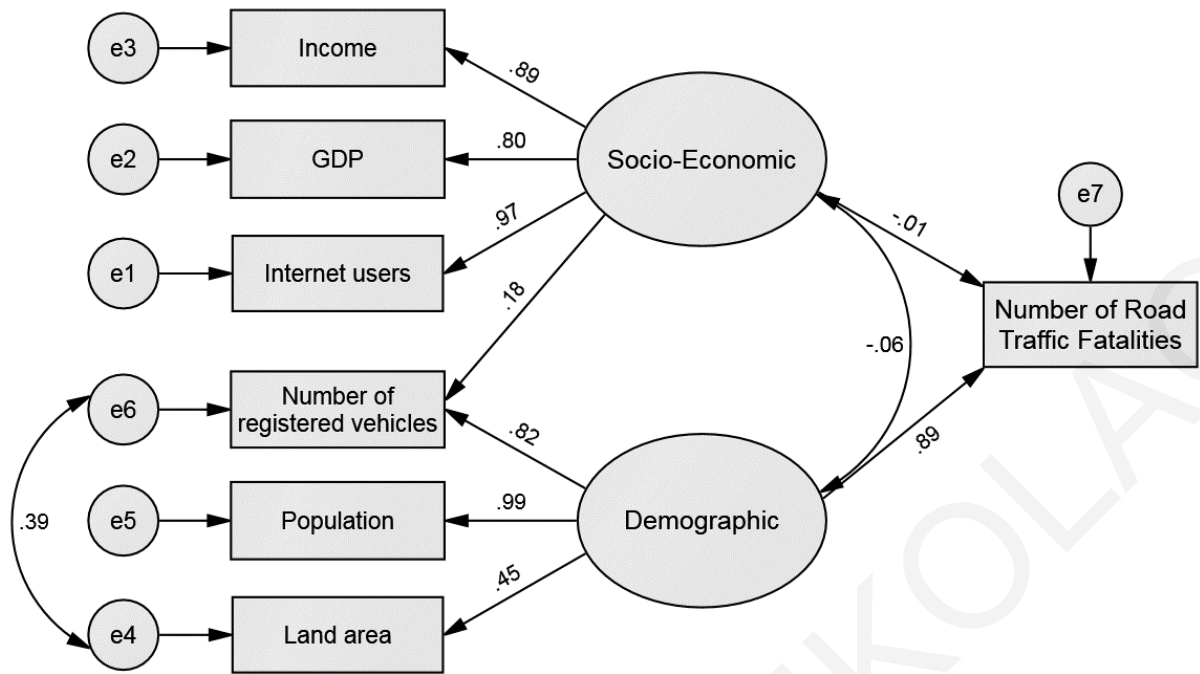 e3
Income
.89
e2
GDP
.80
Socio-Economic
e1
Internet users
.97
.18
-.01
e7
Number of Road
Traffic Fatalities
-.06
e6
Number of
registered vehicles
.82
.89
.39
e5
Population
.99
Demographic
e4
Land area
.45